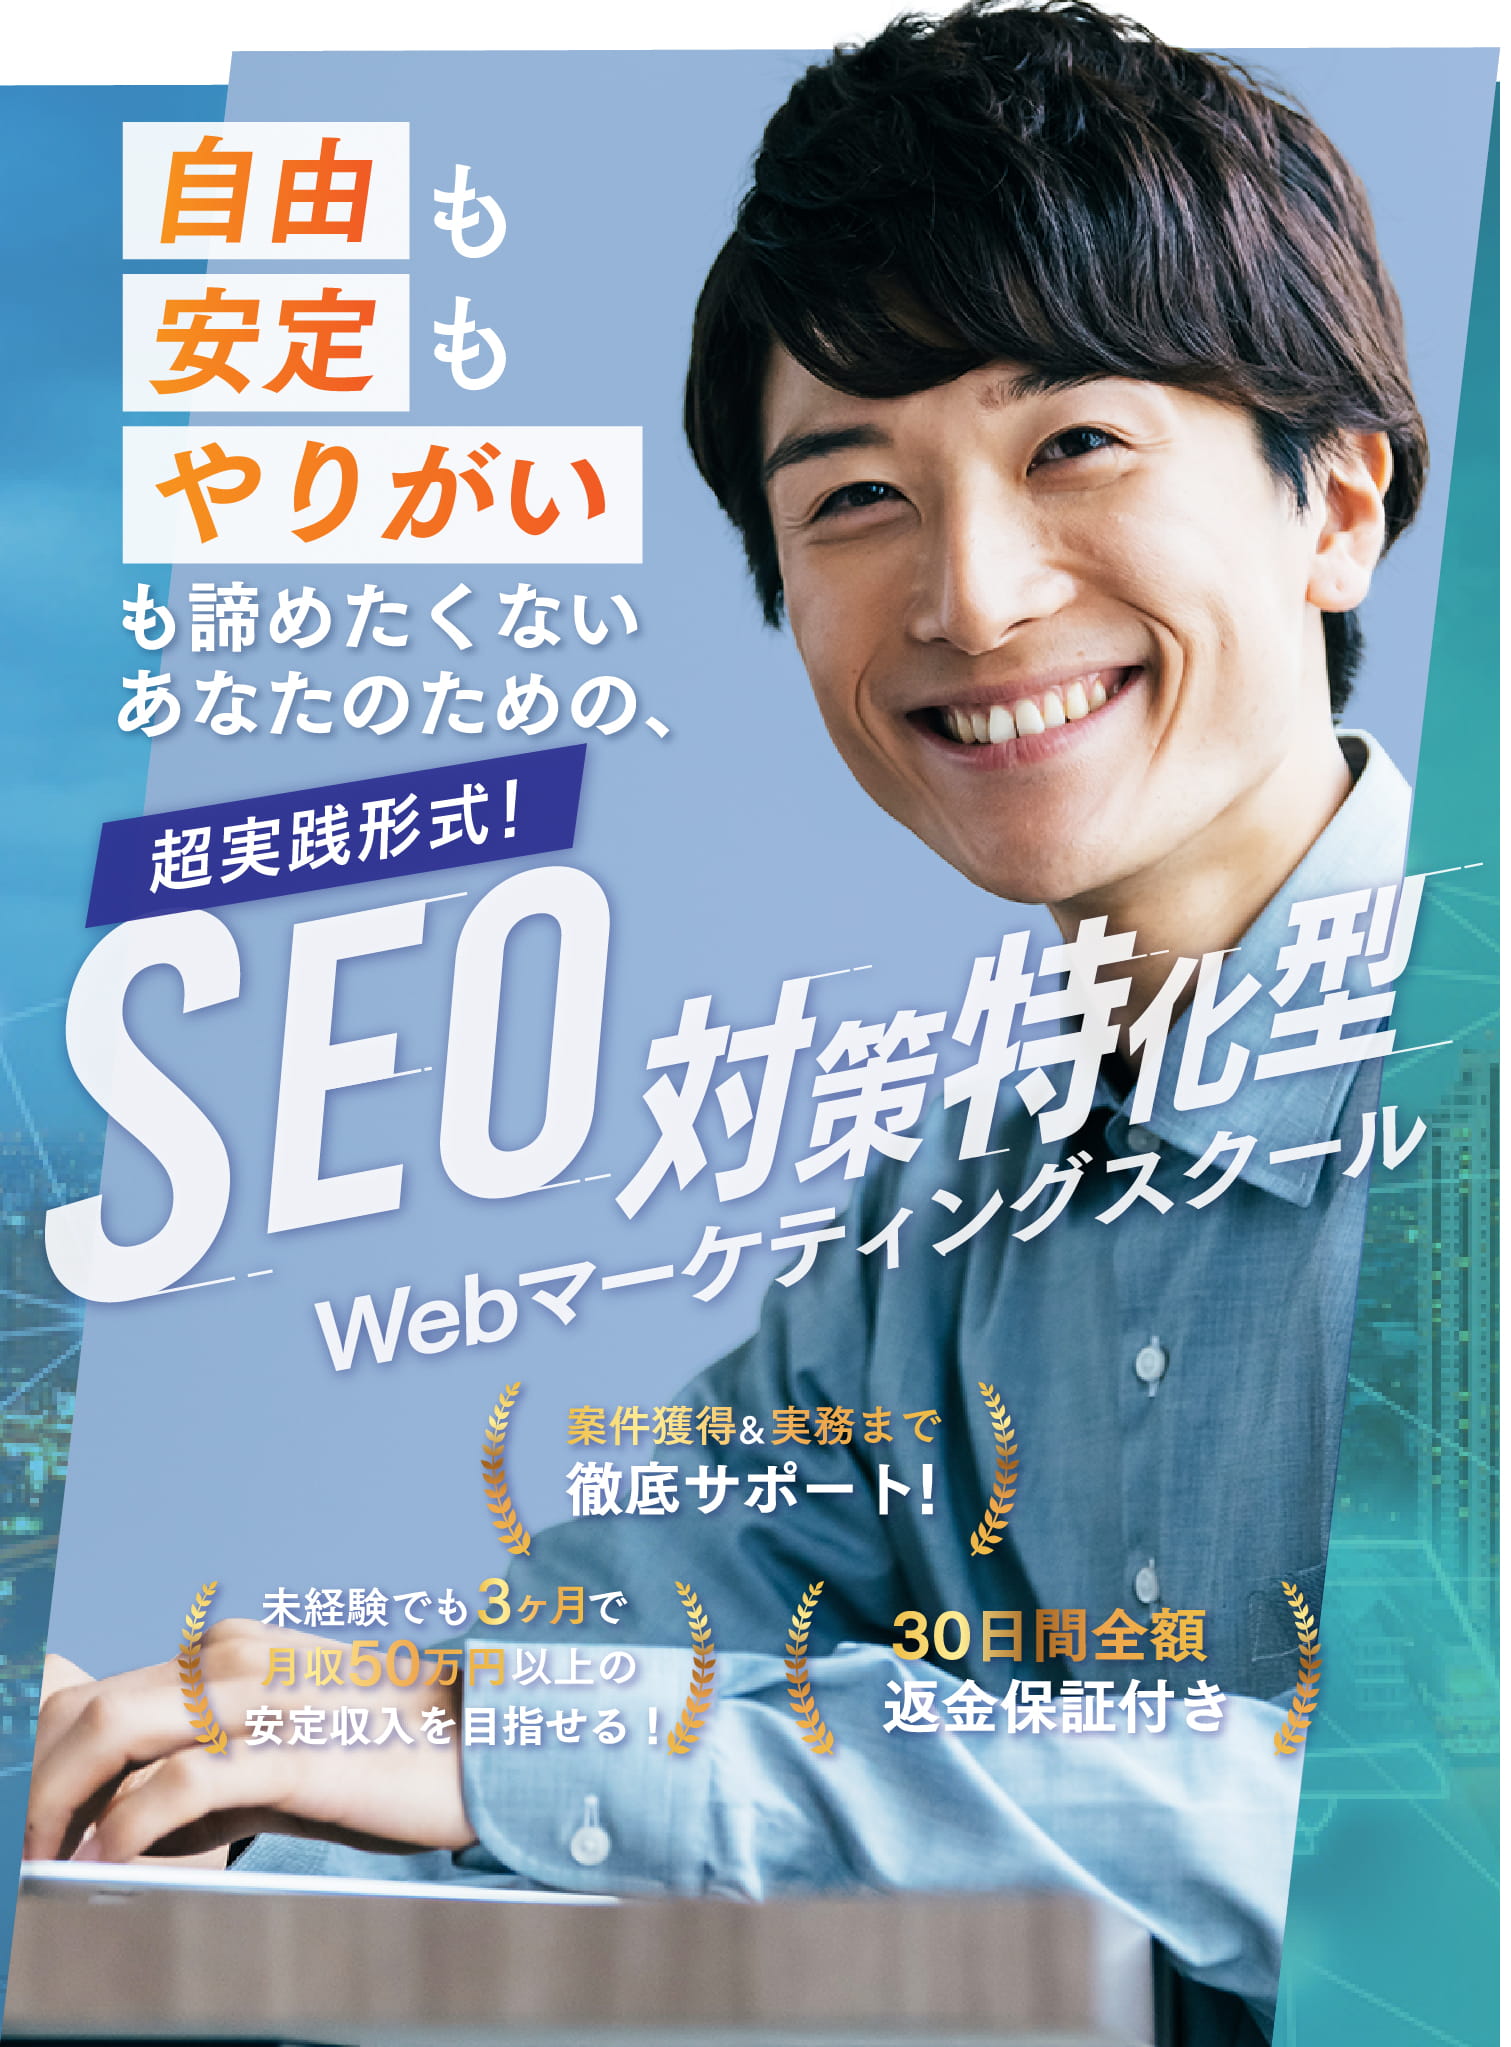 自由も
安定も
やりがい
も諦めたくない
あなたのための、
超実践形式!
SEO対策特化型
Webマーケティングスクール
案件獲得&実務まで
徹底サポート!
未経験でも3ヶ月で
月収50万円以上の
安定収入を目指せる！
30日間全額
返金保証付き